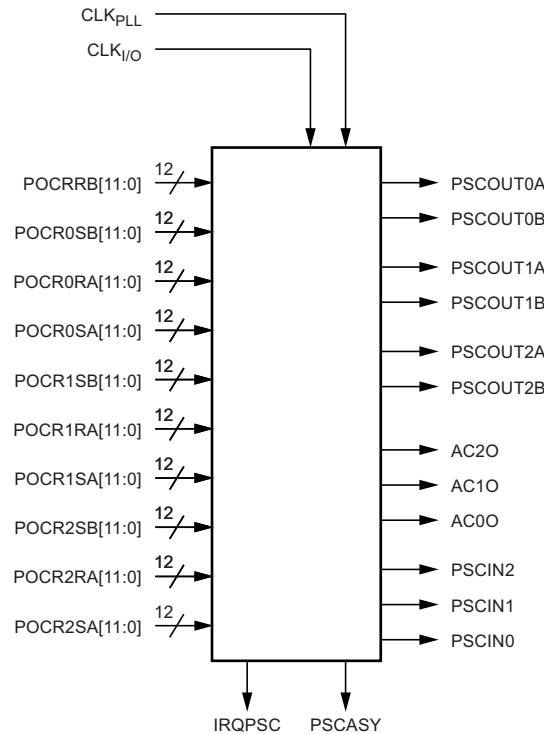 CLKPLL
CLKI/O
POCRRB[11:0]
12
PSCOUT0A
POCR0SB[11:0]
12
PSCOUT0B
POCR0RA[11:0]
12
PSCOUT1A
POCR0SA[11:0]
12
PSCOUT1B
POCR1SB[11:0]
12
PSCOUT2A
POCR1RA[11:0]
12
PSCOUT2B
POCR1SA[11:0]
12
AC2O
POCR2SB[11:0]
12
AC1O
POCR2RA[11:0]
12
AC0O
POCR2SA[11:0]
12
PSCIN2
PSCIN1
PSCIN0
IRQPSC
PSCASY